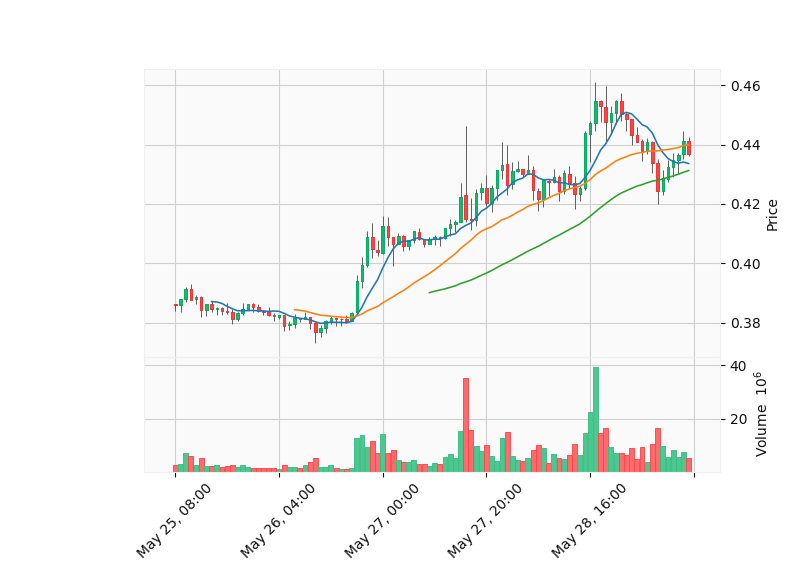 0.46
0.44
0.42
0.40
0.38
Price
40
20
Volume 10^6
May 25, 08:00
May 26, 04:00
May 27, 00:00
May 27, 20:00
May 28, 16:00